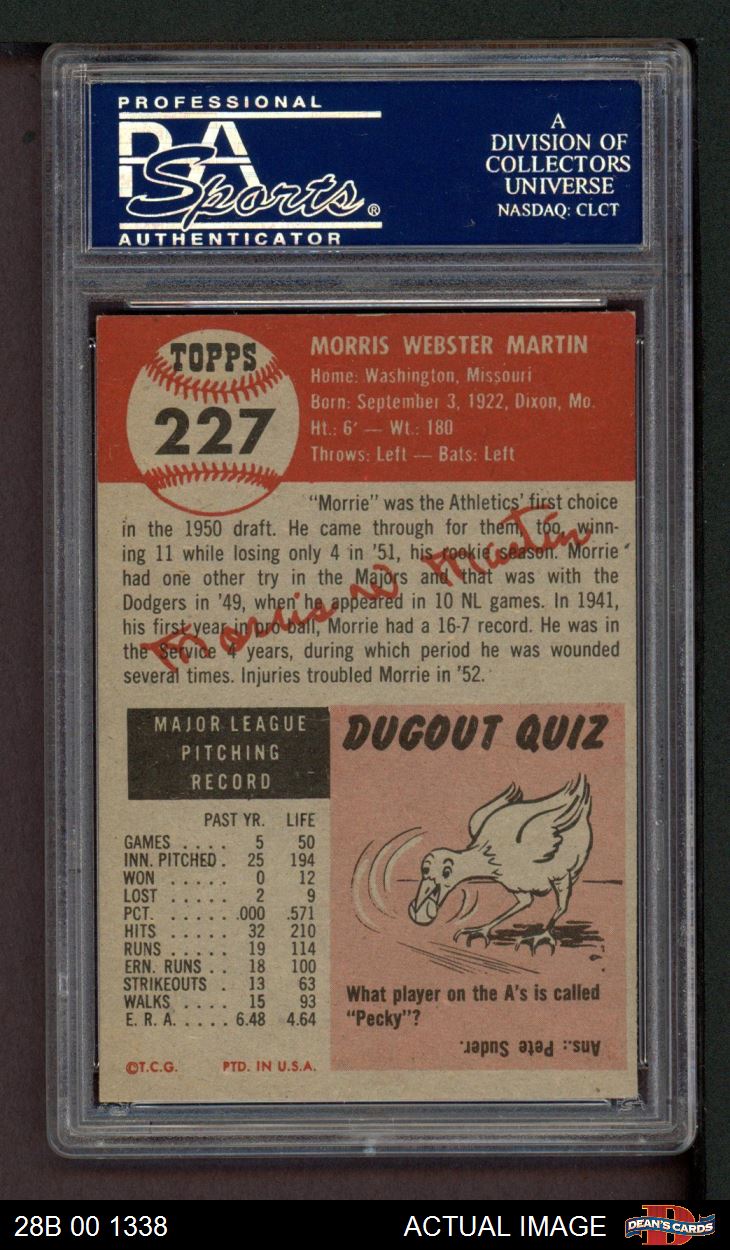 PROFESSIONAL
PSA
Sports®
AUTHENTICATOR
A
DIVISION OF
COLLECTORS
UNIVERSE
NASDAQ: CLCT
TOPPS
227
MORRIS WEBSTER MARTIN
Home: Washington, Missouri
Born: September 3, 1922, Dixon, Mo.
Ht.: 6' — Wt.: 180
Throws: Left — Bats: Left
"Morrie" was the Athletics' first choice
in the 1950 draft. He came through for them, too, winn-
ing 11 while losing only 4 in '51, his rookie season. Morrie
had one other try in the Majors and that was with the
Dodgers in '49, when he appeared in 10 NL games. In 1941,
his first year in pro ball, Morrie had a 16-7 record. He was in
the Service 4 years, during which period he was wounded
several times. Injuries troubled Morrie in '52.
Morris W Martin
MAJOR LEAGUE
PITCHING
RECORD
PAST YR. LIFE
GAMES .... 5 50
INN. PITCHED. 25 194
WON ..... 0 12
LOST ..... 2 9
PCT. ..... .000 .571
HITS ..... 32 210
RUNS .... 19 114
ERN. RUNS .. 18 100
STRIKEOUTS . 13 63
WALKS .... 15 93
E. R. A. ..... 6.48 4.64
©T.C.G. PTD. IN U.S.A.
DUGOUT QUIZ
What player on the A's is called
"Pecky"?
Ans.: Pete Suder.
28B 00 1338
ACTUAL IMAGE
D
DEAN'S CARDS